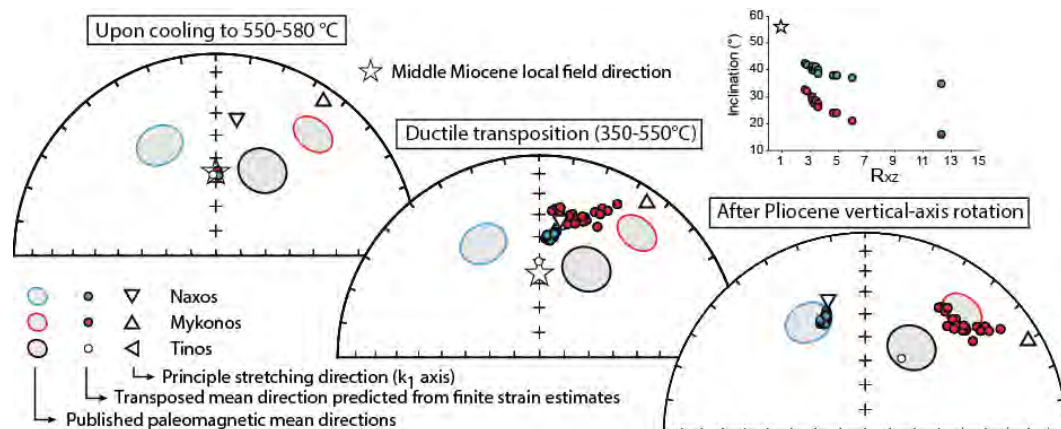 Upon cooling to 550-580 °C
Middle Miocene local field direction
Ductile transposition (350-550°C)
Inclination (°)
60
50
40
30
20
10
1 3 5 7 9 11 13 15
RXZ
After Pliocene vertical-axis rotation
Naxos
Mykonos
Tinos
Principle stretching direction (k1 axis)
Transposed mean direction predicted from finite strain estimates
Published paleomagnetic mean directions